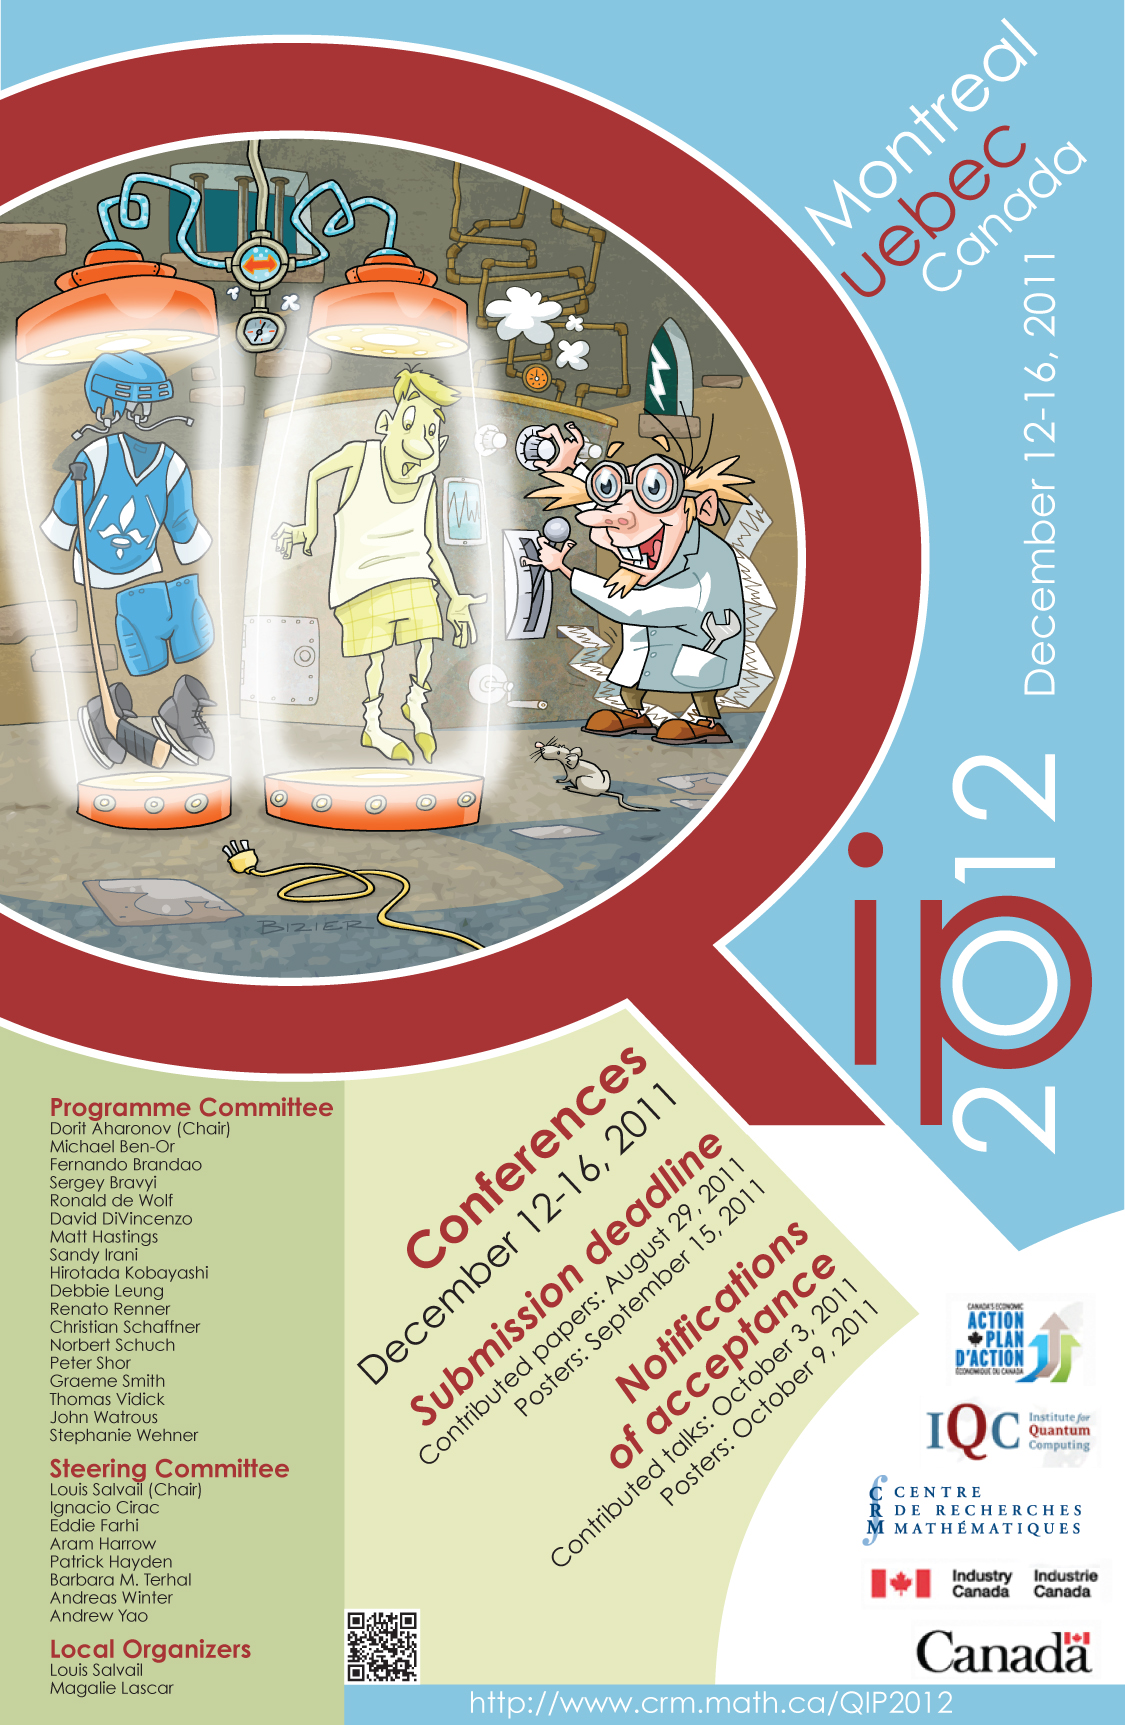 Montreal
uebec
Canada
December 12-16, 2011
Qip
2012
BIZIER
Programme Committee
Dorit Aharonov (Chair)
Michael Ben-Or
Fernando Brandao
Sergey Bravyi
Ronald de Wolf
David DiVincenzo
Matt Hastings
Sandy Irani
Hirotada Kobayashi
Debbie Leung
Renato Renner
Christian Schaffner
Norbert Schuch
Peter Shor
Graeme Smith
Thomas Vidick
John Watrous
Stephanie Wehner
Steering Committee
Louis Salvail (Chair)
Ignacio Cirac
Eddie Farhi
Aram Harrow
Patrick Hayden
Barbara M. Terhal
Andreas Winter
Andrew Yao
Local Organizers
Louis Salvail
Magalie Lascar
Conferences
December 12-16, 2011
Submission deadline
Contributed papers: August 29, 2011
Posters: September 15, 2011
Notifications
of acceptance
Contributed talks: October 3, 2011
Posters: October 9, 2011
CANADA'S ECONOMIC
ACTION
PLAN
D'ACTION
ÉCONOMIQUE DU CANADA
IQC Institute for
Quantum
Computing
CRM
CENTRE
DE RECHERCHES
MATHÉMATIQUES
Industry Industrie
Canada Canada
Canada
http://www.crm.math.ca/QIP2012